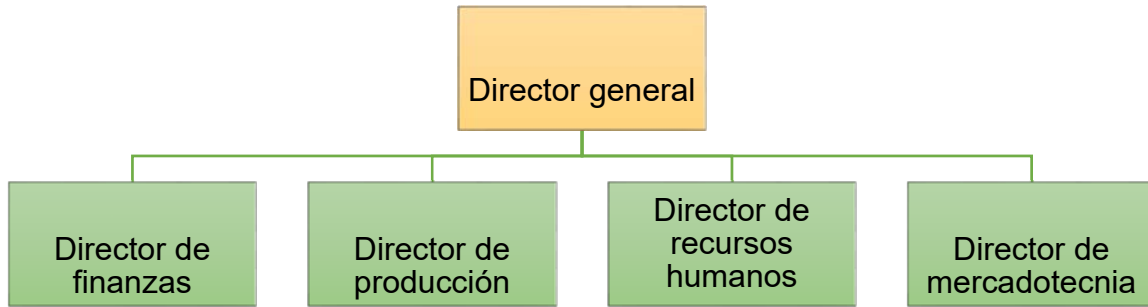 Director general
Director de
finanzas
Director de
producción
Director de
recursos
humanos
Director de
mercadotecnia